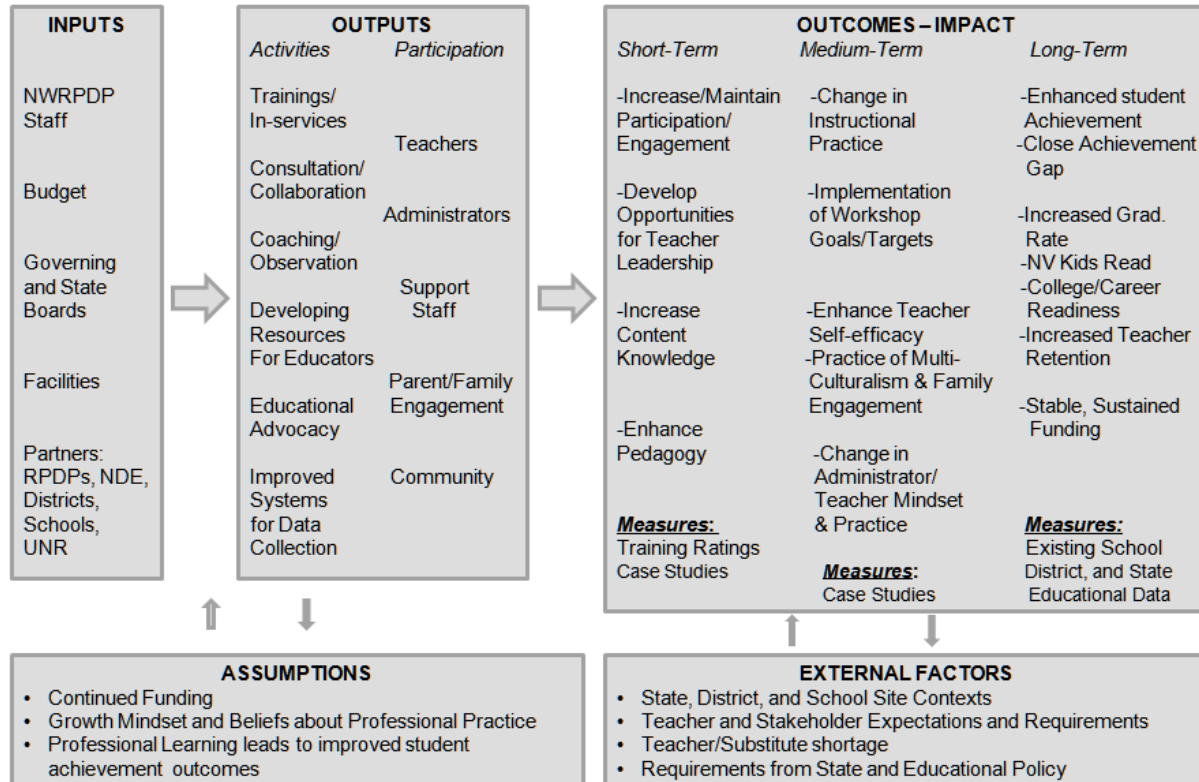 INPUTS
NWRPDP
Staff
Budget
Governing
and State
Boards
Facilities
Partners:
RPDPs, NDE,
Districts,
Schools,
UNR
OUTPUTS
Activities
Trainings/
In-services
Consultation/
Collaboration
Coaching/
Observation
Developing
Resources
For Educators
Educational
Advocacy
Improved
Systems
for Data
Collection
Participation
Teachers
Administrators
Support
Staff
Parent/Family
Engagement
Community
OUTCOMES – IMPACT
Short-Term
-Increase/Maintain
Participation/
Engagement
-Develop
Opportunities
for Teacher
Leadership
-Increase
Content
Knowledge
-Enhance
Pedagogy
Measures:
Training Ratings
Case Studies
Medium-Term
-Change in
Instructional
Practice
-Implementation
of Workshop
Goals/Targets
-Enhance Teacher
Self-efficacy
-Practice of Multi-
Culturalism & Family
Engagement
-Change in
Administrator/
Teacher Mindset
& Practice
Measures:
Case Studies
Long-Term
-Enhanced student
Achievement
-Close Achievement
Gap
-Increased Grad.
Rate
-NV Kids Read
-College/Career
Readiness
-Increased Teacher
Retention
-Stable, Sustained
Funding
Measures:
Existing School
District, and State
Educational Data
ASSUMPTIONS
• Continued Funding
• Growth Mindset and Beliefs about Professional Practice
• Professional Learning leads to improved student
achievement outcomes
EXTERNAL FACTORS
• State, District, and School Site Contexts
• Teacher and Stakeholder Expectations and Requirements
• Teacher/Substitute shortage
• Requirements from State and Educational Policy